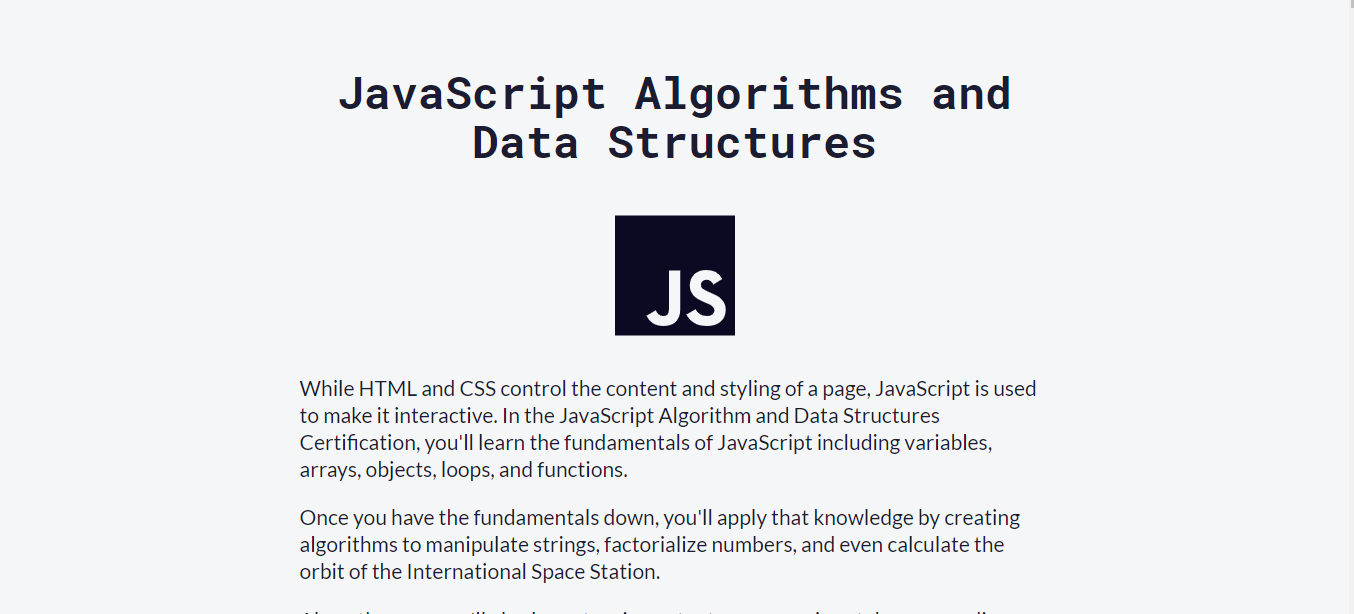 JavaScript Algorithms and
Data Structures
JS
While HTML and CSS control the content and styling of a page, JavaScript is used
to make it interactive. In the JavaScript Algorithm and Data Structures
Certification, you'll learn the fundamentals of JavaScript including variables,
arrays, objects, loops, and functions.
Once you have the fundamentals down, you'll apply that knowledge by creating
algorithms to manipulate strings, factorialize numbers, and even calculate the
orbit of the International Space Station.